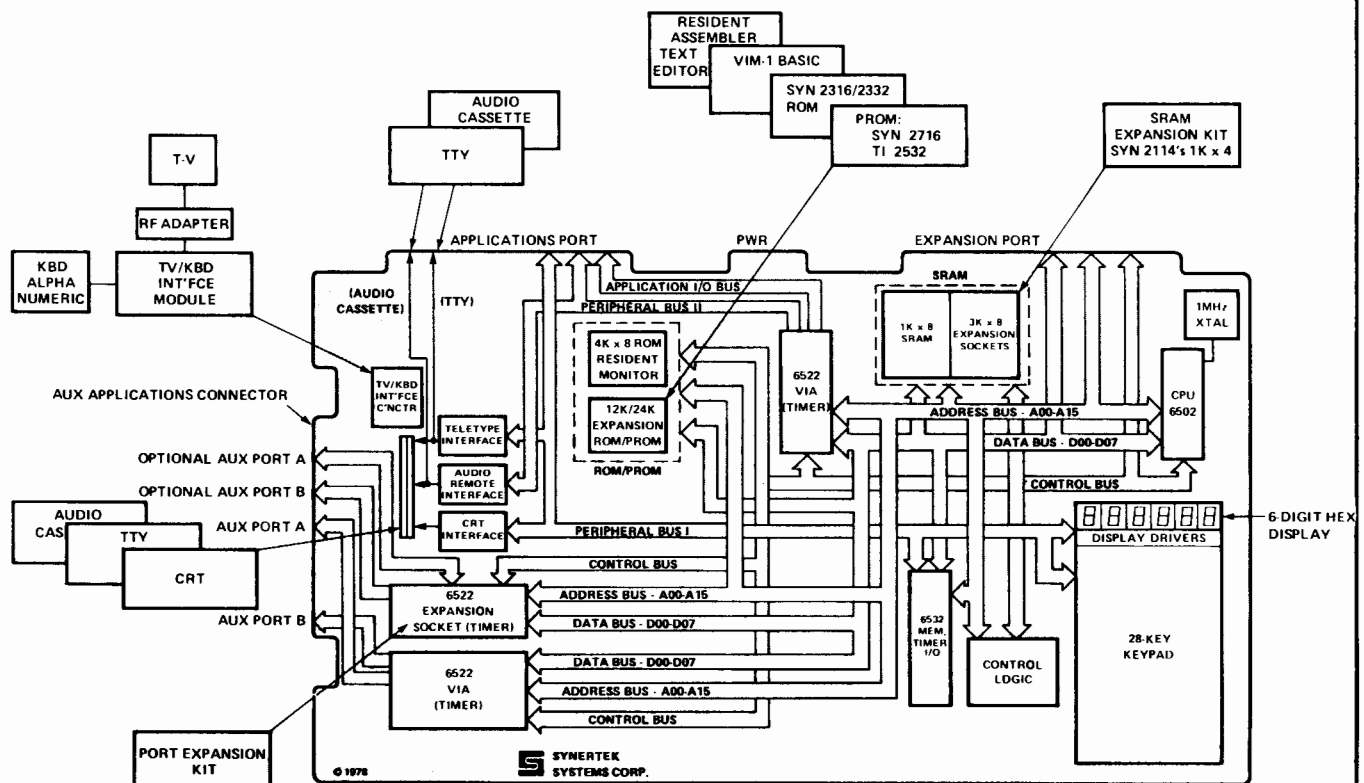 RESIDENT
ASSEMBLER
TEXT
EDITOR
VIM-1 BASIC
SYN 2316/2332
ROM
PROM:
SYN 2716
TI 2532
SRAM
EXPANSION KIT
SYN 2114's 1K x 4
AUDIO
CASSETTE
TTY
T-V
RF ADAPTER
KBD
ALPHA
NUMERIC
TV/KBD
INT'FCE
MODULE
APPLICATIONS PORT
PWR
EXPANSION PORT
(AUDIO
CASSETTE)
(TTY)
APPLICATION I/O BUS
PERIPHERAL BUS II
SRAM
1K x 8
SRAM
3K x 8
EXPANSION
SOCKETS
1MHz
XTAL
4K x 8 ROM
RESIDENT
MONITOR
12K/24K
EXPANSION
ROM/PROM
ROM/PROM
6522
VIA
(TIMER)
CPU
6502
ADDRESS BUS - A00-A15
DATA BUS - D00-D07
CONTROL BUS
TV/KBD
INT'FCE
C'NCTR
AUX APPLICATIONS CONNECTOR
TELETYPE
INTERFACE
AUDIO
REMOTE
INTERFACE
CRT
INTERFACE
OPTIONAL AUX PORT A
OPTIONAL AUX PORT B
AUX PORT A
AUX PORT B
AUDIO
CAS
TTY
CRT
PERIPHERAL BUS I
CONTROL BUS
6522
EXPANSION
SOCKET (TIMER)
ADDRESS BUS - A00-A15
DATA BUS - D00-D07
6522
VIA
(TIMER)
DATA BUS - D00-D07
ADDRESS BUS - A00-A15
CONTROL BUS
6532
MEM,
TIMER
I/O
CONTROL
LOGIC
8 8 8 8 8 8
DISPLAY DRIVERS
6-DIGIT HEX
DISPLAY
28-KEY
KEYPAD
PORT EXPANSION
KIT
© 1978
SYNERTEK
SYSTEMS CORP.